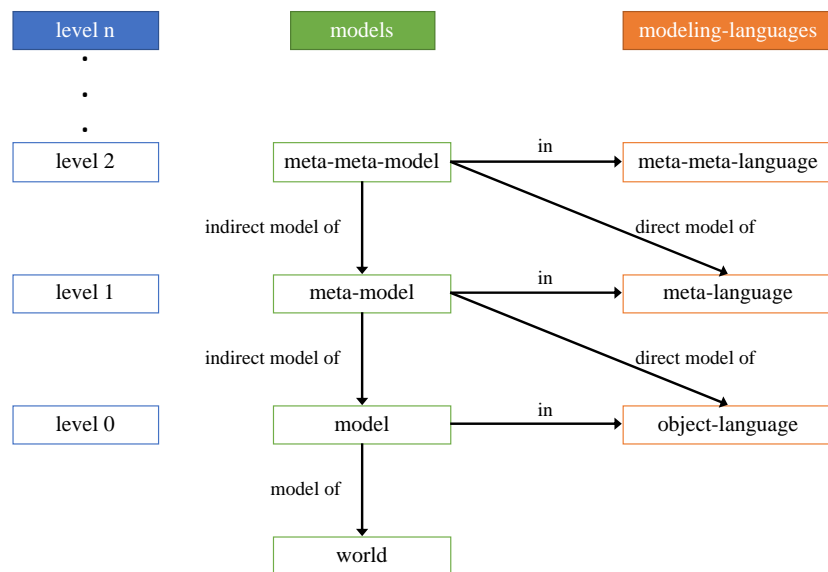 level n
models
modeling-languages
level 2
meta-meta-model
in
meta-meta-language
indirect model of
direct model of
level 1
meta-model
in
meta-language
indirect model of
direct model of
level 0
model
in
object-language
model of
world